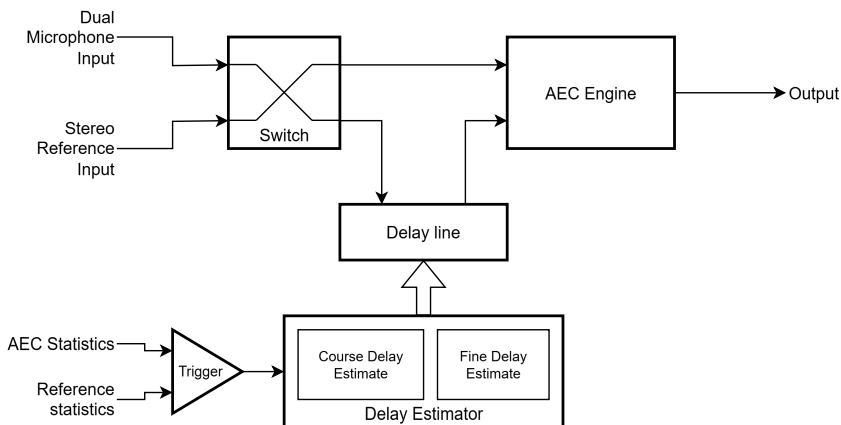 Dual
Microphone
Input
Stereo
Reference
Input
Switch
AEC Engine
Output
Delay line
AEC Statistics
Reference
statistics
Trigger
Course Delay
Estimate
Fine Delay
Estimate
Delay Estimator